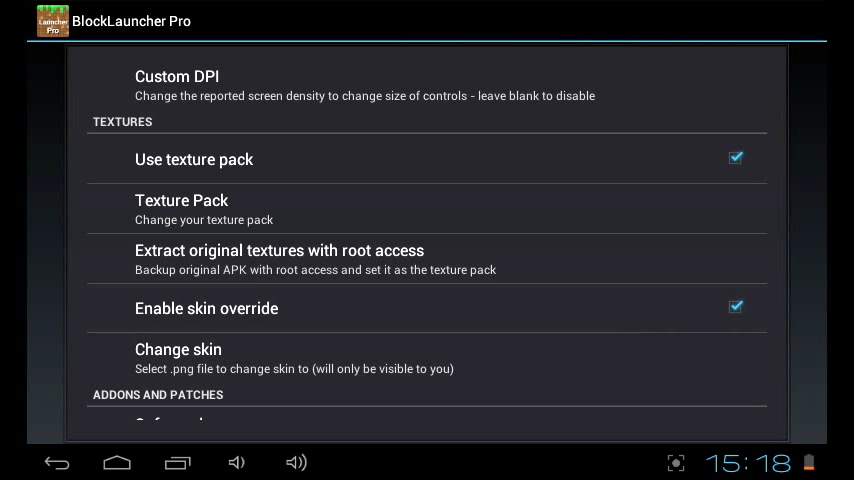 Launcher
Pro
BlockLauncher Pro
Custom DPI
Change the reported screen density to change size of controls - leave blank to disable
TEXTURES
Use texture pack
Texture Pack
Change your texture pack
Extract original textures with root access
Backup original APK with root access and set it as the texture pack
Enable skin override
Change skin
Select .png file to change skin to (will only be visible to you)
ADDONS AND PATCHES
15:18